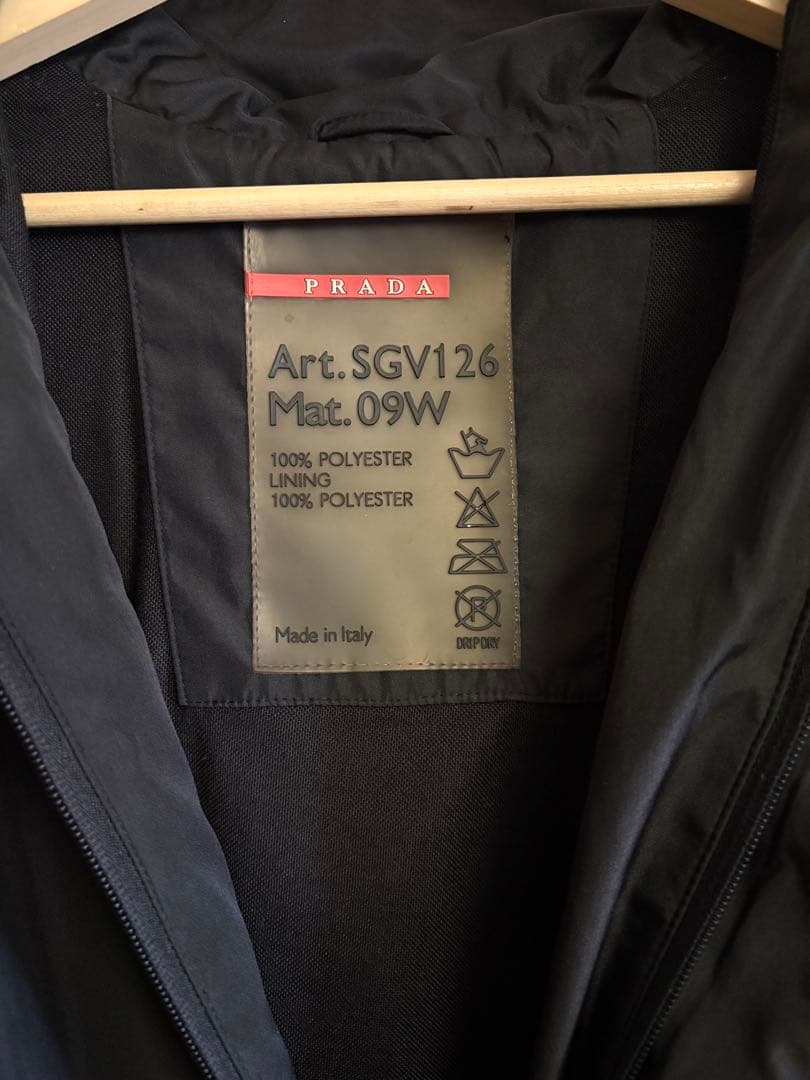 PRADA
Art. SGV126
Mat. 09W
100% POLYESTER
LINING
100% POLYESTER
P
Made in Italy
DRIP DRY